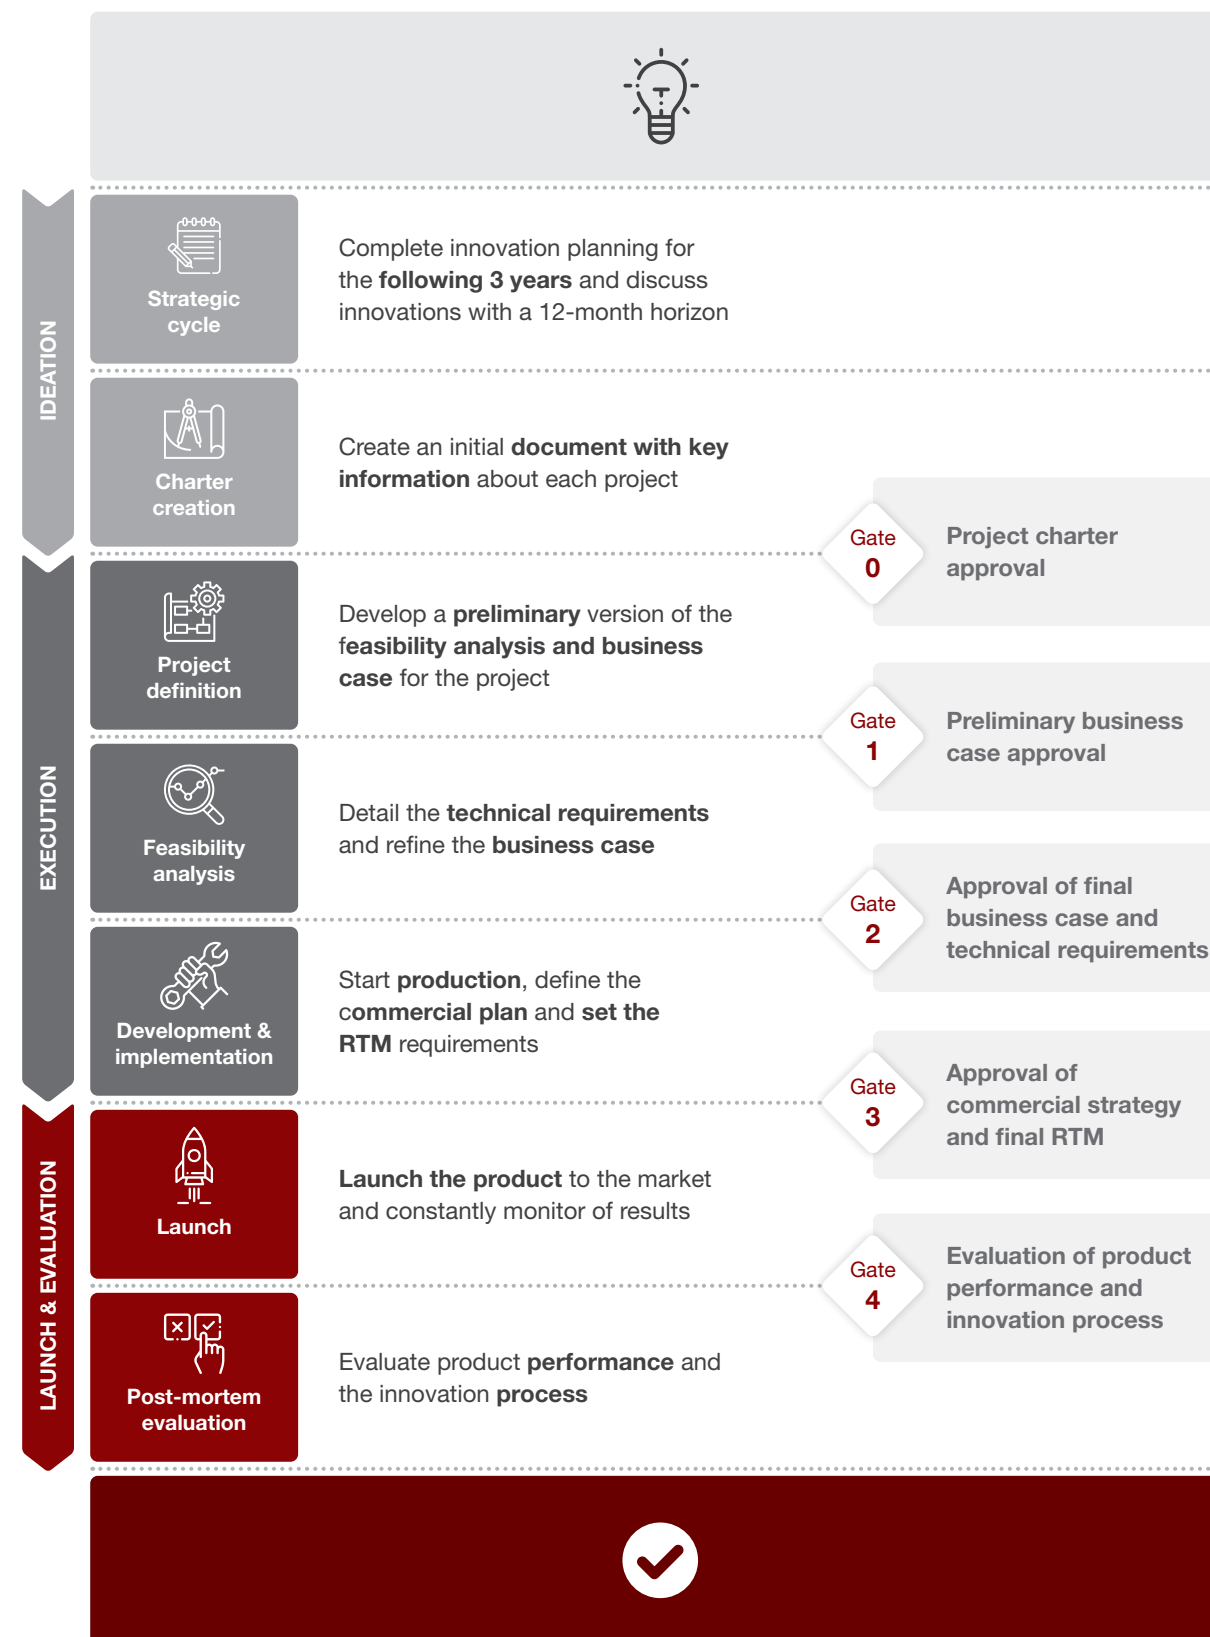 IDEATION
Strategic
cycle
Complete innovation planning for
the following 3 years and discuss
innovations with a 12-month horizon
Charter
creation
Create an initial document with key
information about each project
Gate
0
Project charter
approval
EXECUTION
Project
definition
Develop a preliminary version of the
feasibility analysis and business
case for the project
Gate
1
Preliminary business
case approval
Feasibility
analysis
Detail the technical requirements
and refine the business case
Gate
2
Approval of final
business case and
technical requirements
Development &
implementation
Start production, define the
commercial plan and set the
RTM requirements
Gate
3
Approval of
commercial strategy
and final RTM
LAUNCH & EVALUATION
Launch
Launch the product to the market
and constantly monitor of results
Gate
4
Evaluation of product
performance and
innovation process
Post-mortem
evaluation
Evaluate product performance and
the innovation process